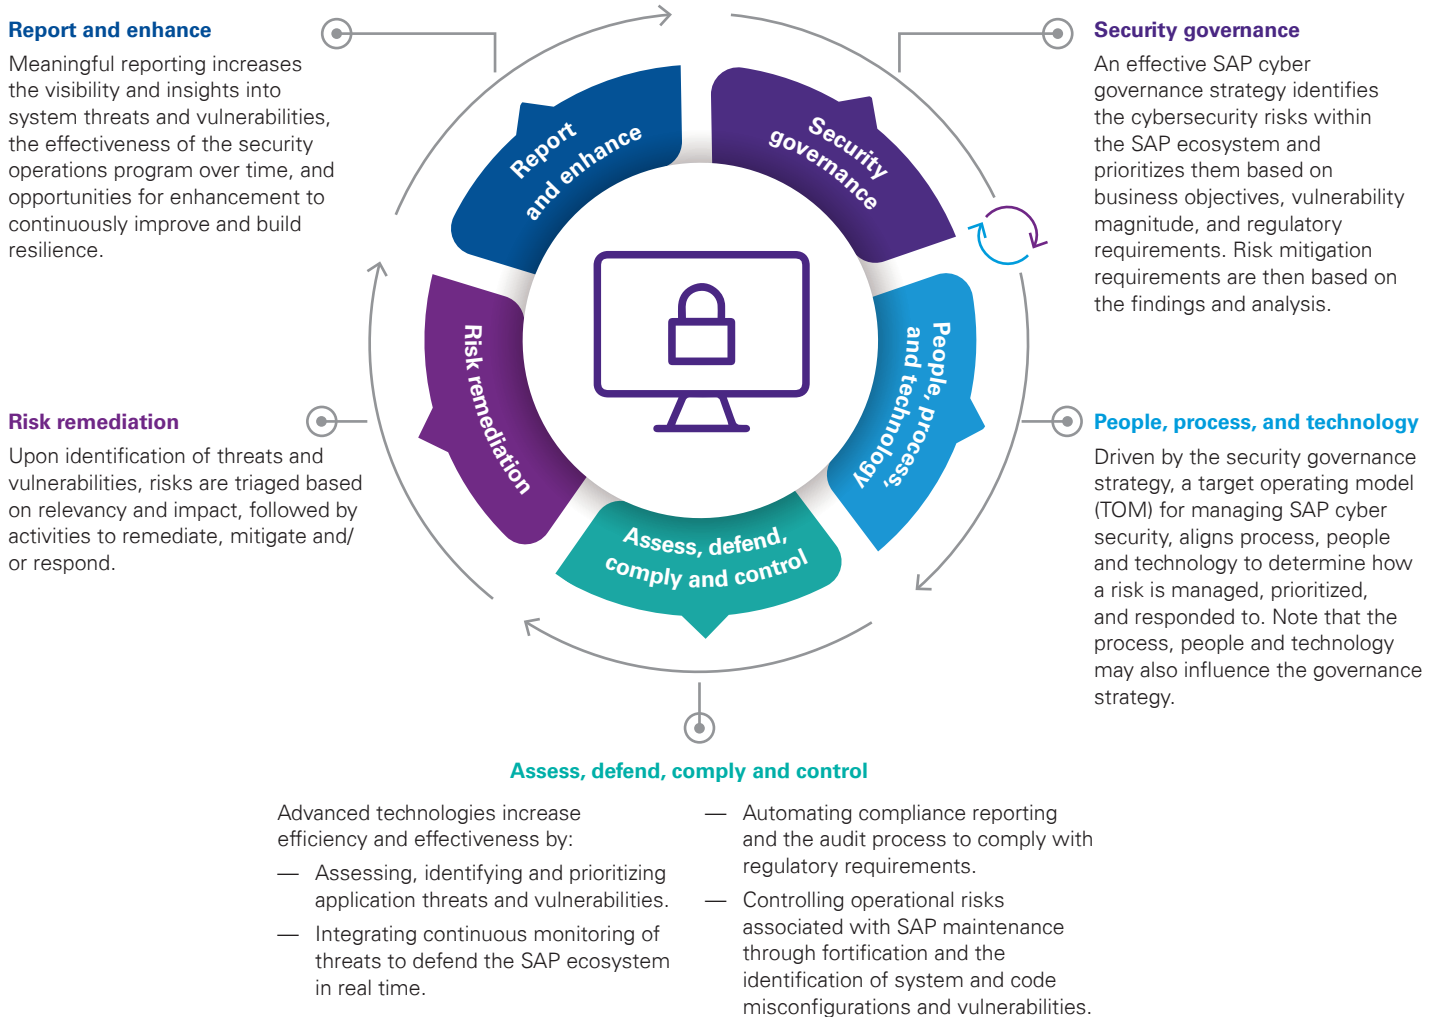 Report and enhance
Meaningful reporting increases
the visibility and insights into
system threats and vulnerabilities,
the effectiveness of the security
operations program over time, and
opportunities for enhancement to
continuously improve and build
resilience.
Risk remediation
Upon identification of threats and
vulnerabilities, risks are triaged based
on relevancy and impact, followed by
activities to remediate, mitigate and/
or respond.
Report
and enhance
Security
governance
People, process,
and technology
Assess, defend,
comply and control
Risk remediation
Security governance
An effective SAP cyber
governance strategy identifies
the cybersecurity risks within
the SAP ecosystem and
prioritizes them based on
business objectives, vulnerability
magnitude, and regulatory
requirements. Risk mitigation
requirements are then based on
the findings and analysis.
People, process, and technology
Driven by the security governance
strategy, a target operating model
(TOM) for managing SAP cyber
security, aligns process, people
and technology to determine how
a risk is managed, prioritized,
and responded to. Note that the
process, people and technology
may also influence the governance
strategy.
Assess, defend, comply and control
Advanced technologies increase
efficiency and effectiveness by:
— Assessing, identifying and prioritizing
application threats and vulnerabilities.
— Integrating continuous monitoring of
threats to defend the SAP ecosystem
in real time.
— Automating compliance reporting
and the audit process to comply with
regulatory requirements.
— Controlling operational risks
associated with SAP maintenance
through fortification and the
identification of system and code
misconfigurations and vulnerabilities.